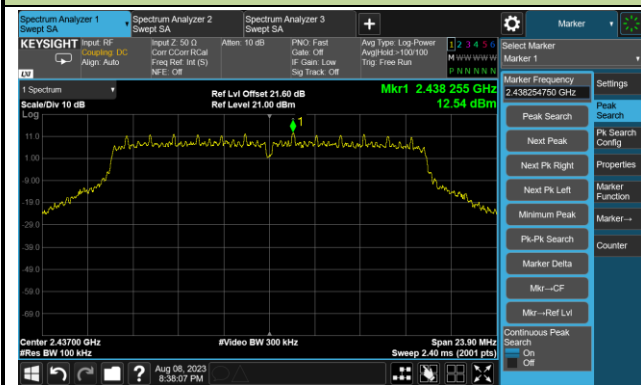 Spectrum Analyzer 1
Swept SA
Spectrum Analyzer 2
Swept SA
Spectrum Analyzer 3
Swept SA
+
Marker
KEYSIGHT
Input: RF
Coupling: DC
Align: Auto
Input Z: 50 Ω
Corr CCorr RCal
Freq Ref: Int (S)
NFE: Off
Atten: 10 dB
PNO: Fast
Gate: Off
IF Gain: Low
Sig Track: Off
Avg Type: Log-Power
Avg|Hold:>100/100
Trig: Free Run
1 2 3 4 5 6
M W W W W W
P N N N N N
LXI
Select Marker
Marker 1
1 Spectrum
Scale/Div 10 dB
Log
Ref Lvl Offset 21.60 dB
Ref Level 21.00 dBm
Mkr1 2.438 255 GHz
12.54 dBm
1
11.0
1.00
-9.00
-19.0
-29.0
-39.0
-49.0
-59.0
-69.0
Center 2.43700 GHz
#Res BW 100 kHz
#Video BW 300 kHz
Span 23.90 MHz
Sweep 2.40 ms (2001 pts)
Marker Frequency
2.438254750 GHz
Peak Search
Next Peak
Next Pk Right
Next Pk Left
Minimum Peak
Pk-Pk Search
Marker Delta
Mkr→CF
Mkr→Ref Lvl
Continuous Peak
Search
On
Off
Settings
Peak
Search
Pk Search
Config
Properties
Marker
Function
Marker→
Counter
?
Aug 08, 2023
8:38:07 PM